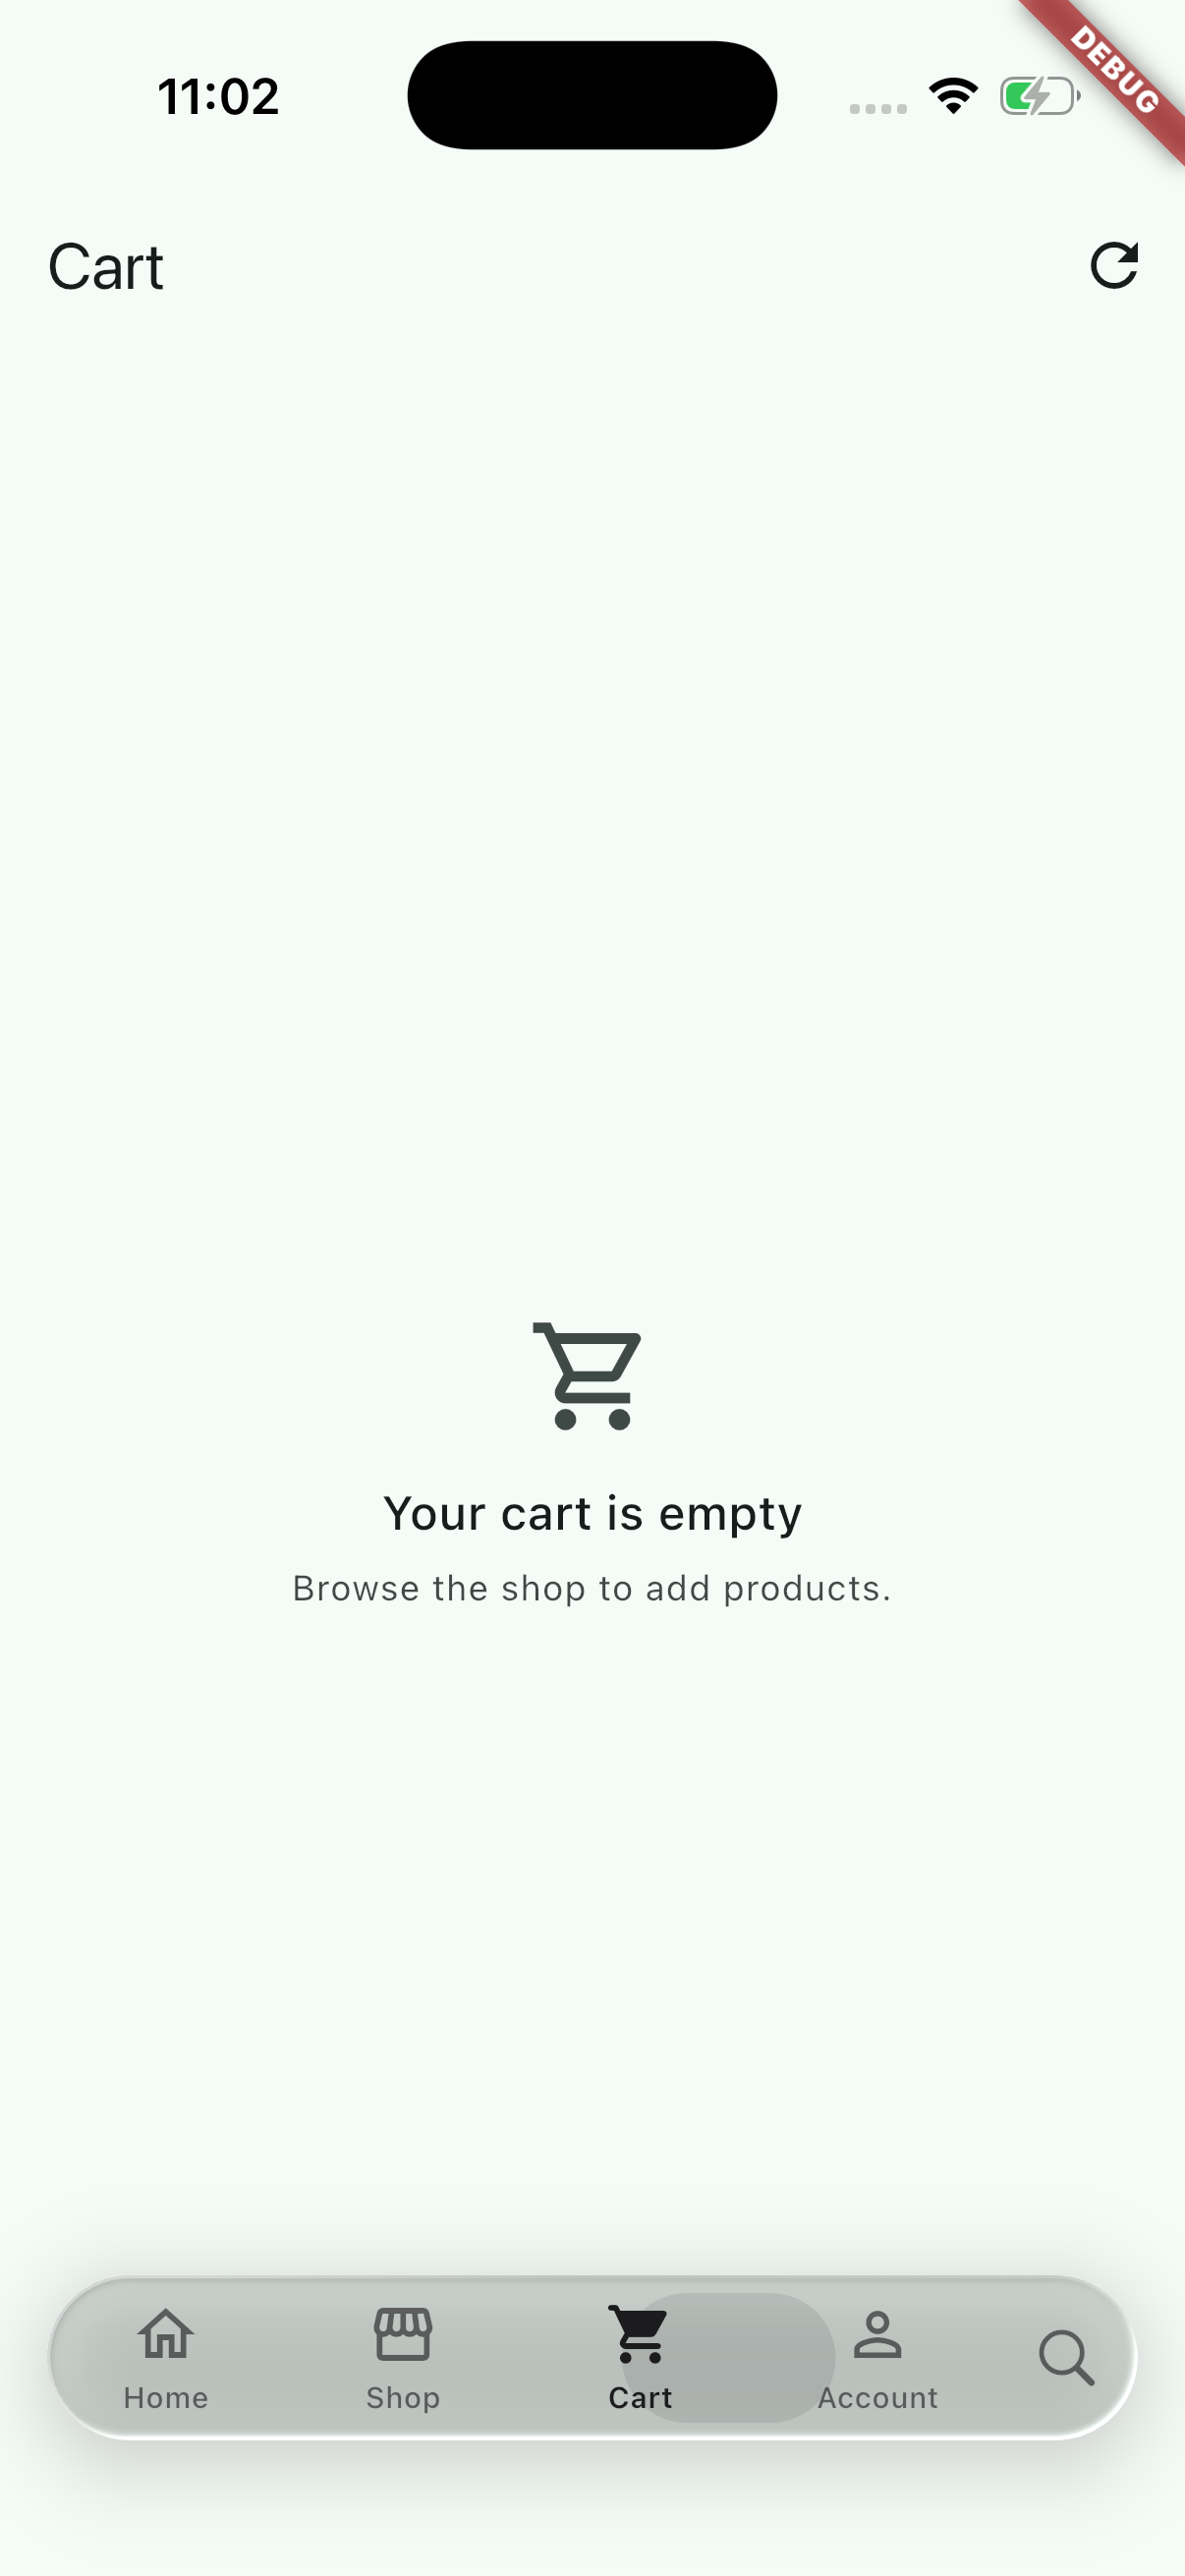 11:02
DEBUG
Cart
Your cart is empty
Browse the shop to add products.
Home
Shop
Cart
Account